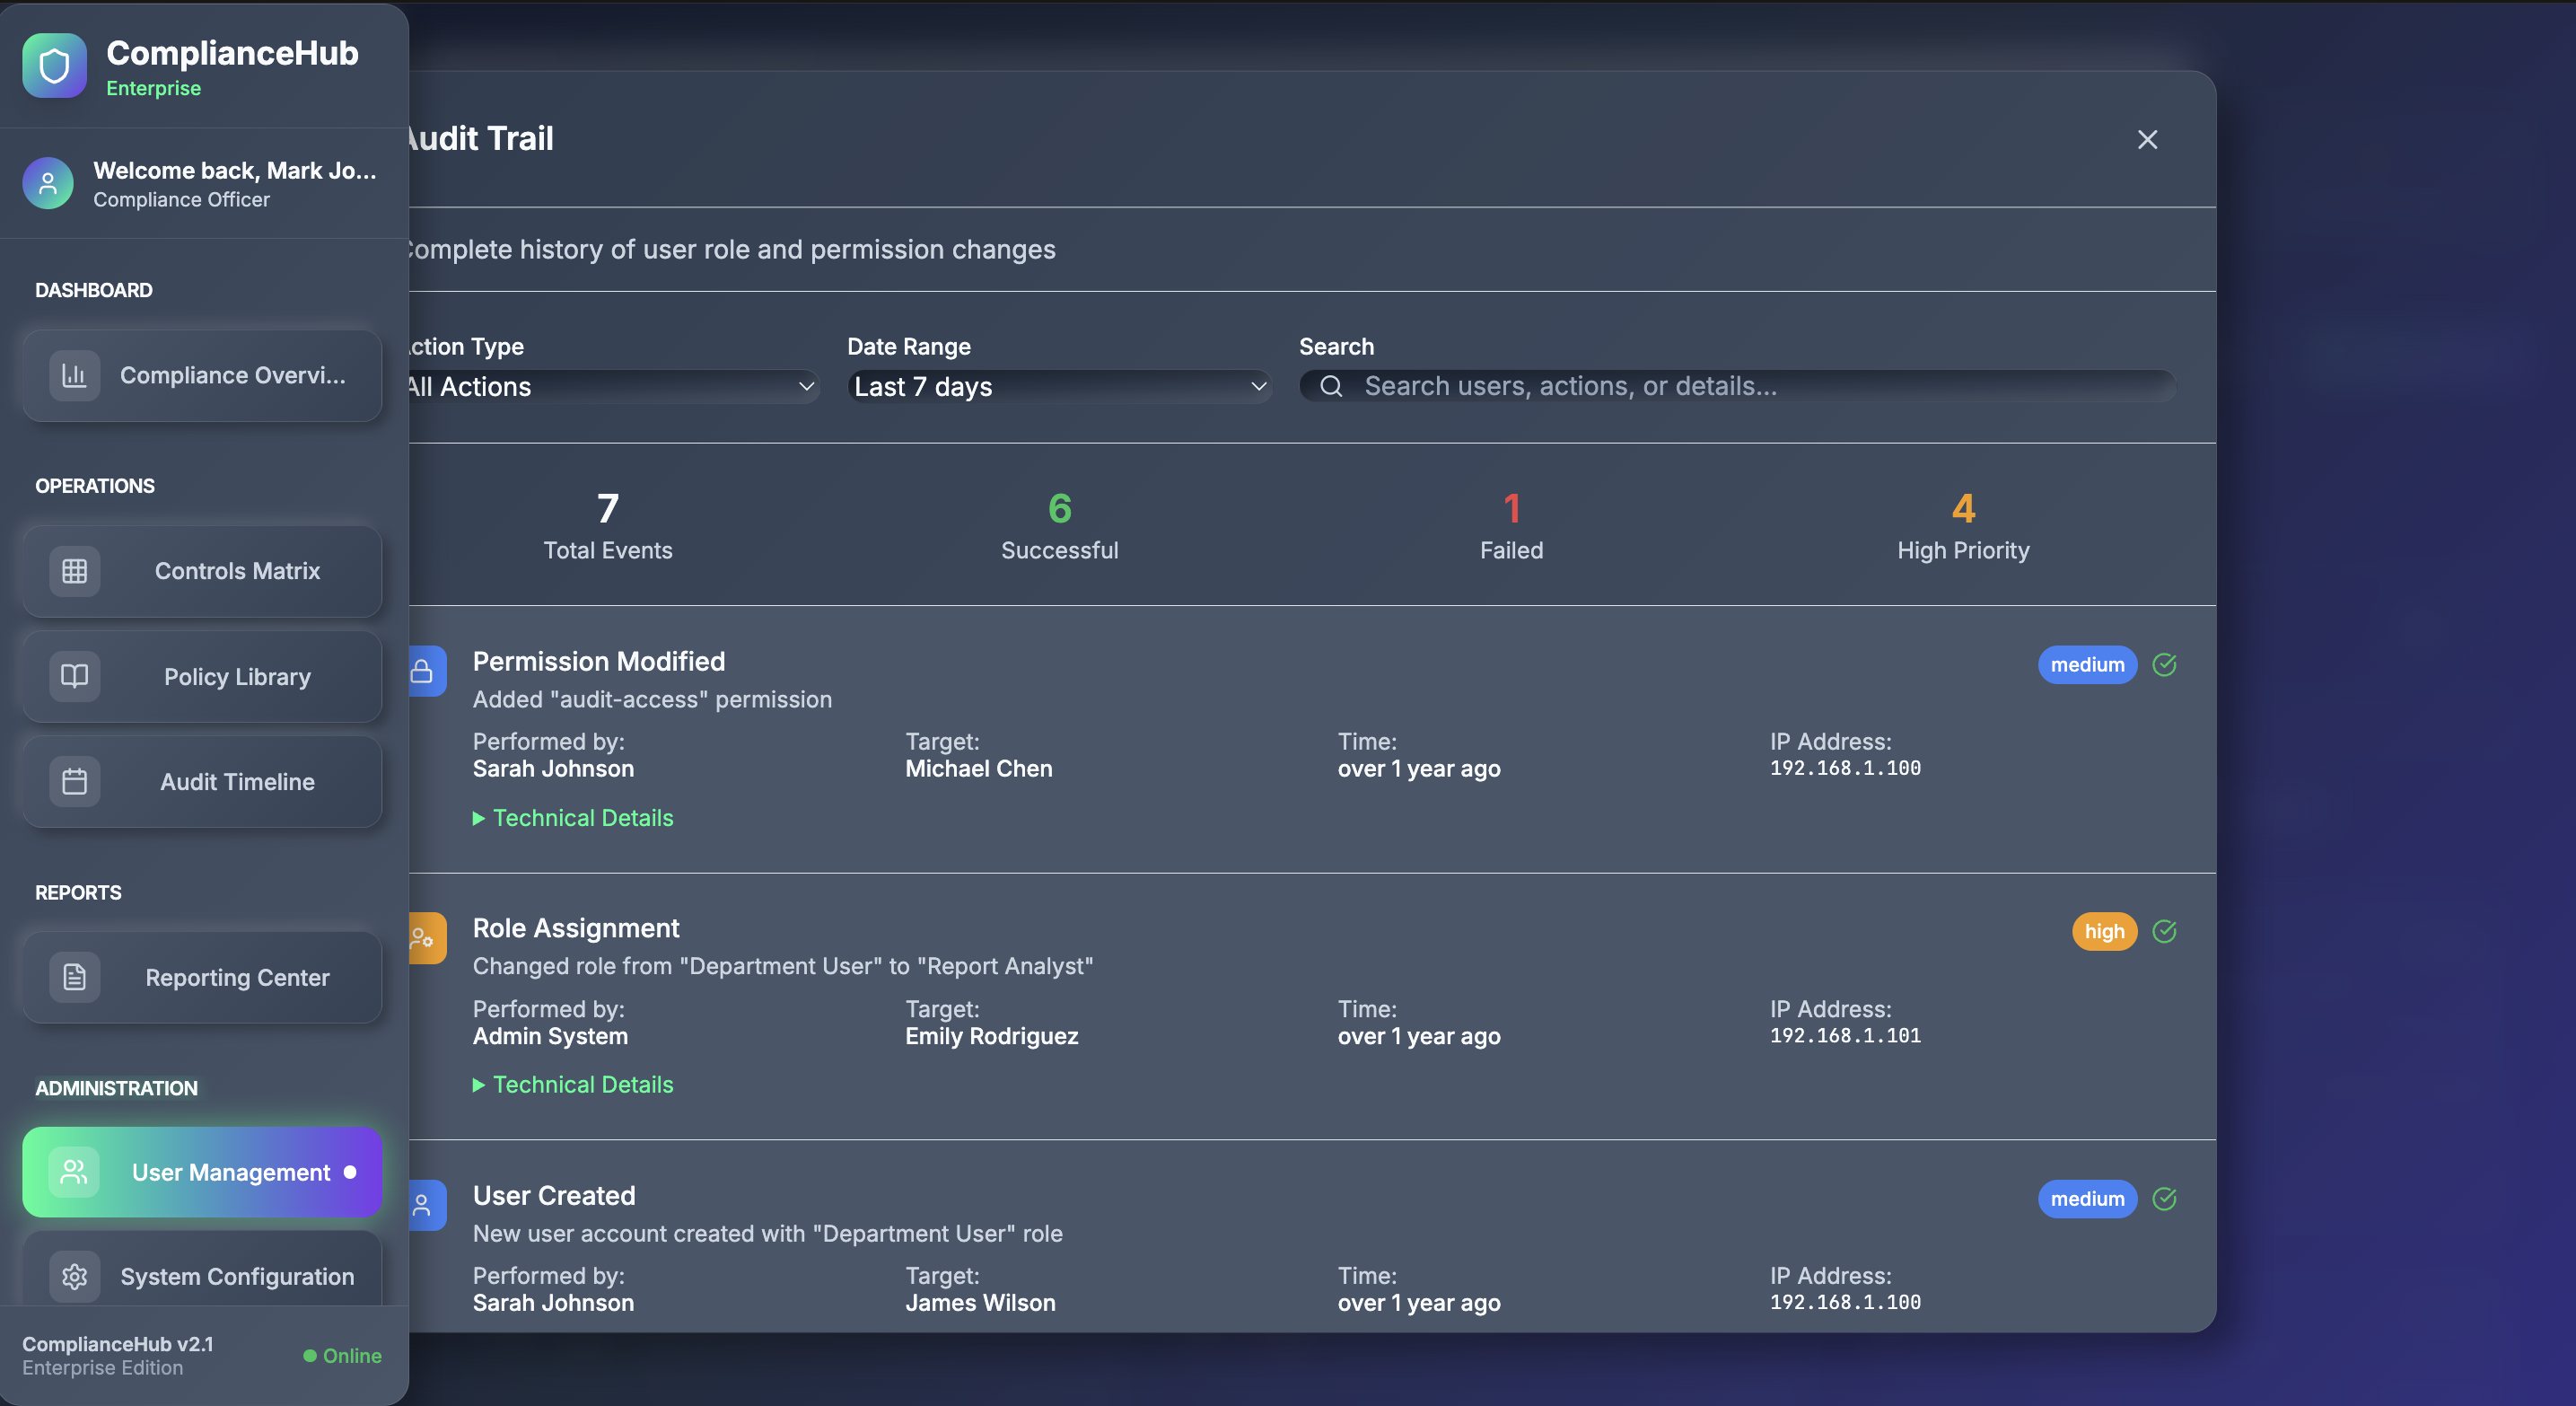 ComplianceHub
Enterprise
Welcome back, Mark Jo...
Compliance Officer
DASHBOARD
Compliance Overvi...
OPERATIONS
Controls Matrix
Policy Library
Audit Timeline
REPORTS
Reporting Center
ADMINISTRATION
User Management
System Configuration
ComplianceHub v2.1
Enterprise Edition
Online
Audit Trail
Complete history of user role and permission changes
Action Type
All Actions
Date Range
Last 7 days
Search
Search users, actions, or details...
7
Total Events
6
Successful
1
Failed
4
High Priority
Permission Modified
medium
Added "audit-access" permission
Performed by:
Sarah Johnson
Target:
Michael Chen
Time:
over 1 year ago
IP Address:
192.168.1.100
Technical Details
Role Assignment
high
Changed role from "Department User" to "Report Analyst"
Performed by:
Admin System
Target:
Emily Rodriguez
Time:
over 1 year ago
IP Address:
192.168.1.101
Technical Details
User Created
medium
New user account created with "Department User" role
Performed by:
Sarah Johnson
Target:
James Wilson
Time:
over 1 year ago
IP Address:
192.168.1.100